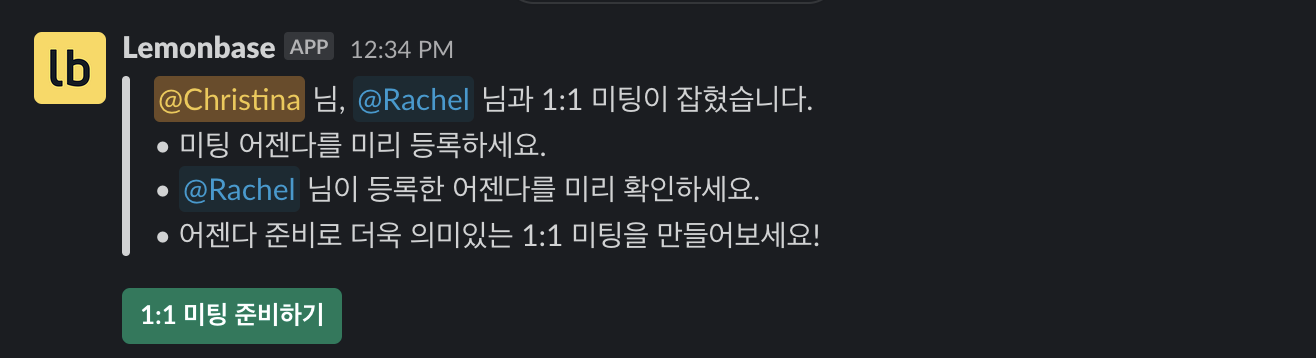 lb
Lemonbase APP 12:34 PM
@Christina 님, @Rachel 님과 1:1 미팅이 잡혔습니다.
• 미팅 어젠다를 미리 등록하세요.
• @Rachel 님이 등록한 어젠다를 미리 확인하세요.
• 어젠다 준비로 더욱 의미있는 1:1 미팅을 만들어보세요!
1:1 미팅 준비하기